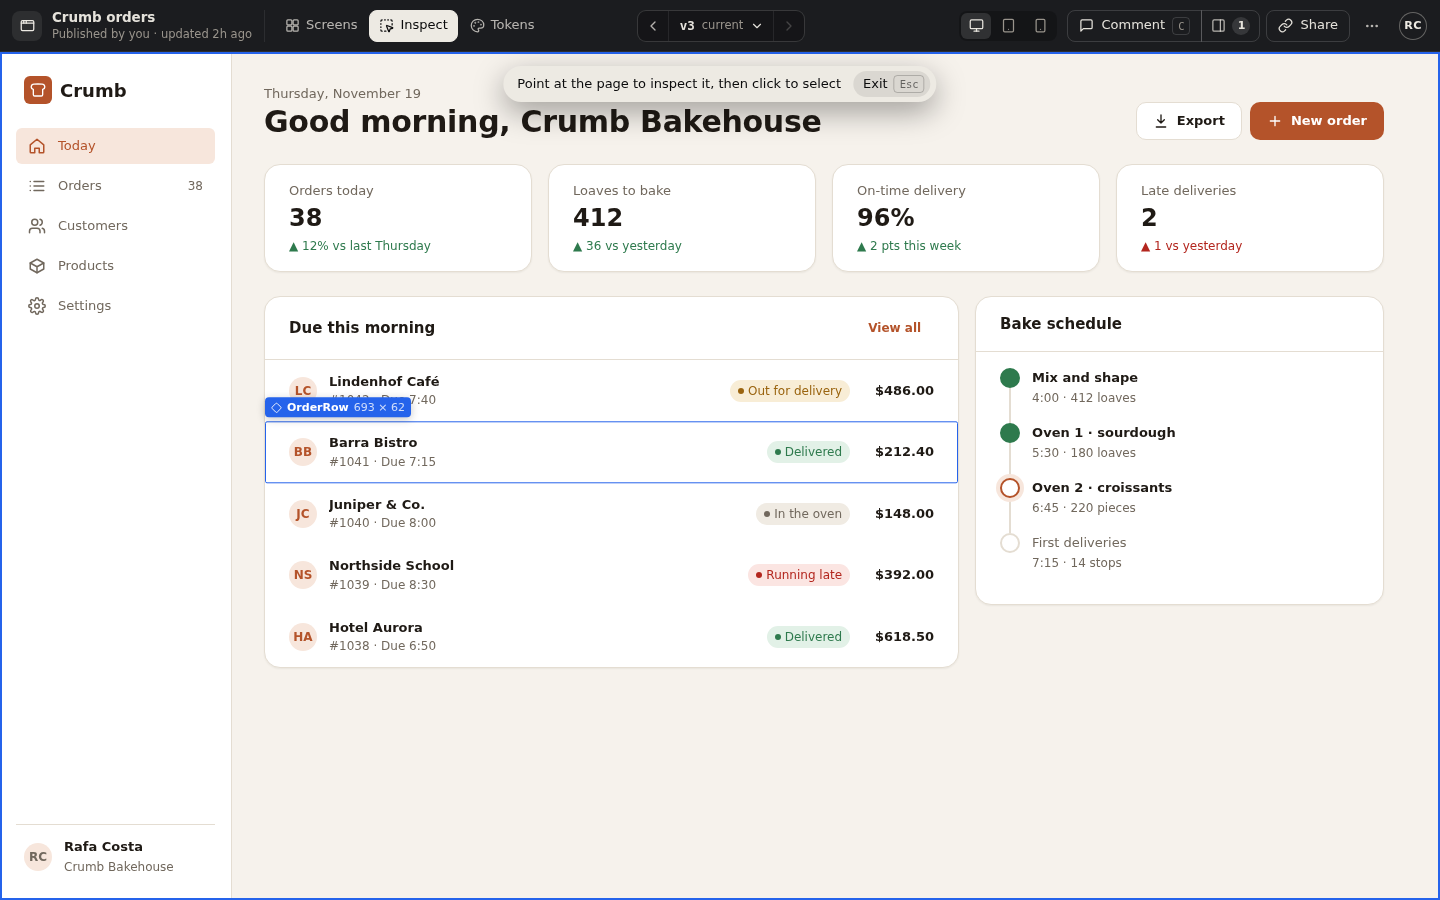 Crumb orders
Published by you · updated 2h ago
Screens
Inspect
Tokens
v3 current
Comment C
1
Share
RC
Point at the page to inspect it, then click to select
Exit Esc
Crumb
Today
Orders 38
Customers
Products
Settings
Rafa Costa
RC
Crumb Bakehouse
Thursday, November 19
Good morning, Crumb Bakehouse
Export
New order
Orders today
38
▲ 12% vs last Thursday
Loaves to bake
412
▲ 36 vs yesterday
On-time delivery
96%
▲ 2 pts this week
Late deliveries
2
▲ 1 vs yesterday
Due this morning
View all
LC
Lindenhof Café
7:40
Out for delivery
$486.00
OrderRow 693 × 62
BB
Barra Bistro
#1041 · Due 7:15
Delivered
$212.40
JC
Juniper & Co.
#1040 · Due 8:00
In the oven
$148.00
NS
Northside School
#1039 · Due 8:30
Running late
$392.00
HA
Hotel Aurora
#1038 · Due 6:50
Delivered
$618.50
Bake schedule
Mix and shape
4:00 · 412 loaves
Oven 1 · sourdough
5:30 · 180 loaves
Oven 2 · croissants
6:45 · 220 pieces
First deliveries
7:15 · 14 stops